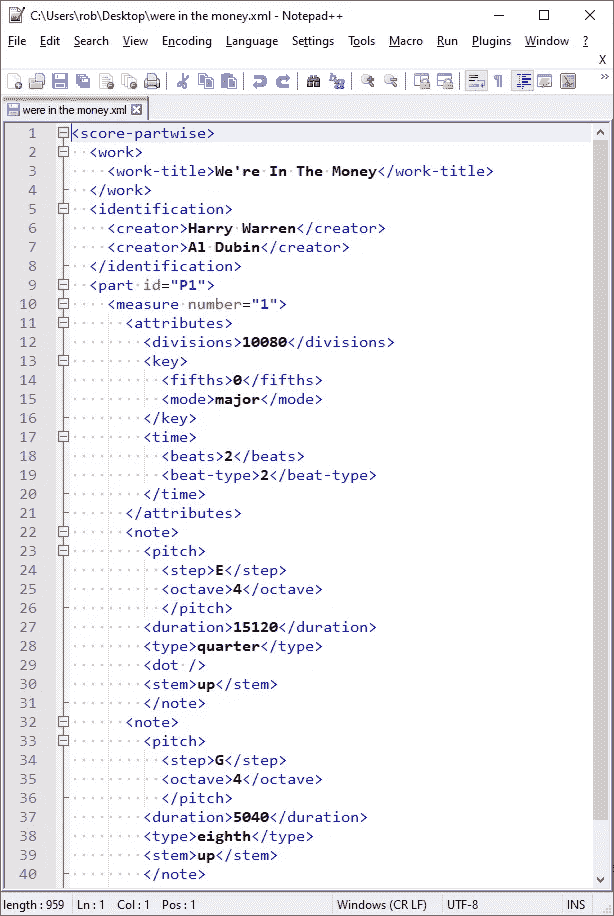 C:\Users\rob\Desktop\were in the money.xml - Notepad++
File Edit Search View Encoding Language Settings Tools Macro Run Plugins Window ?
X
were in the money.xml
1 <score-partwise>
2 <work>
3 <work-title>We're In The Money</work-title>
4 </work>
5 <identification>
6 <creator>Harry Warren</creator>
7 <creator>Al Dubin</creator>
8 </identification>
9 <part id="P1">
10 <measure number="1">
11 <attributes>
12 <divisions>10080</divisions>
13 <key>
14 <fifths>0</fifths>
15 <mode>major</mode>
16 </key>
17 <time>
18 <beats>2</beats>
19 <beat-type>2</beat-type>
20 </time>
21 </attributes>
22 <note>
23 <pitch>
24 <step>E</step>
25 <octave>4</octave>
26 </pitch>
27 <duration>15120</duration>
28 <type>quarter</type>
29 <dot />
30 <stem>up</stem>
31 </note>
32 <note>
33 <pitch>
34 <step>G</step>
35 <octave>4</octave>
36 </pitch>
37 <duration>5040</duration>
38 <type>eighth</type>
39 <stem>up</stem>
40 </note>
length : 959 Ln : 1 Col : 1 Pos : 1 Windows (CR LF) UTF-8 INS